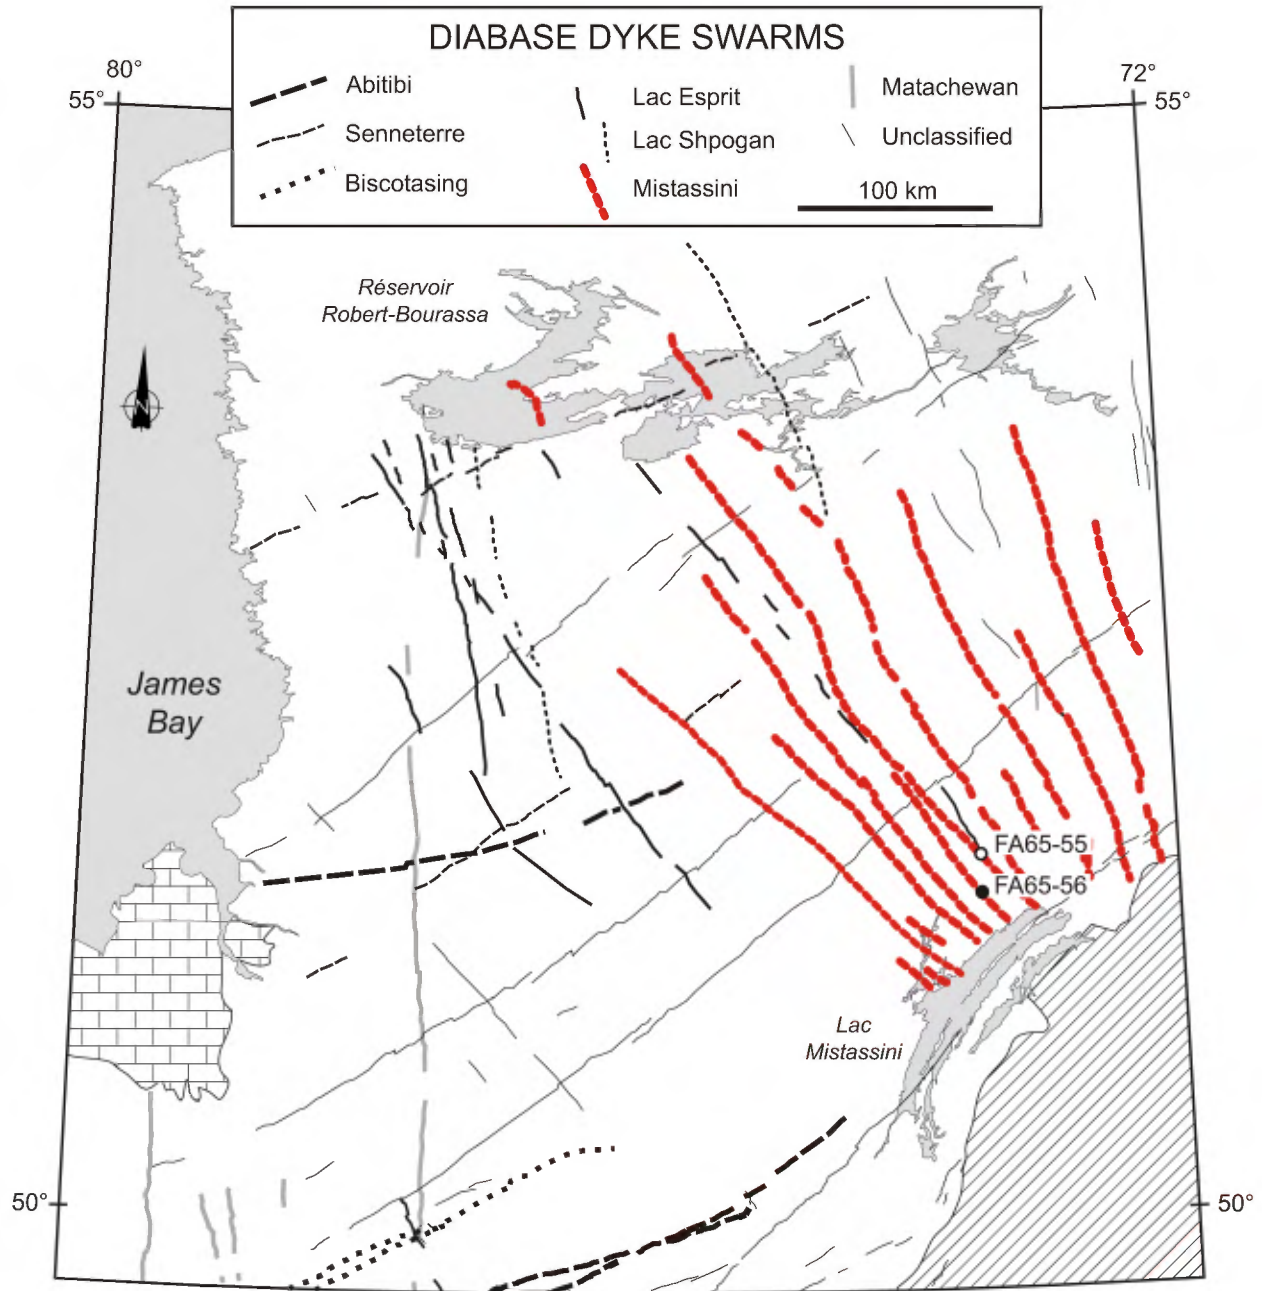 DIABASE DYKE SWARMS
Abitibi
Senneterre
Biscotasing
Lac Esprit
Lac Shpogan
Mistassini
Matachewan
Unclassified
100 km
80°
72°
55°
55°
Réservoir
Robert-Bourassa
N
James
Bay
FA65-55
FA65-56
Lac
Mistassini
50°
50°